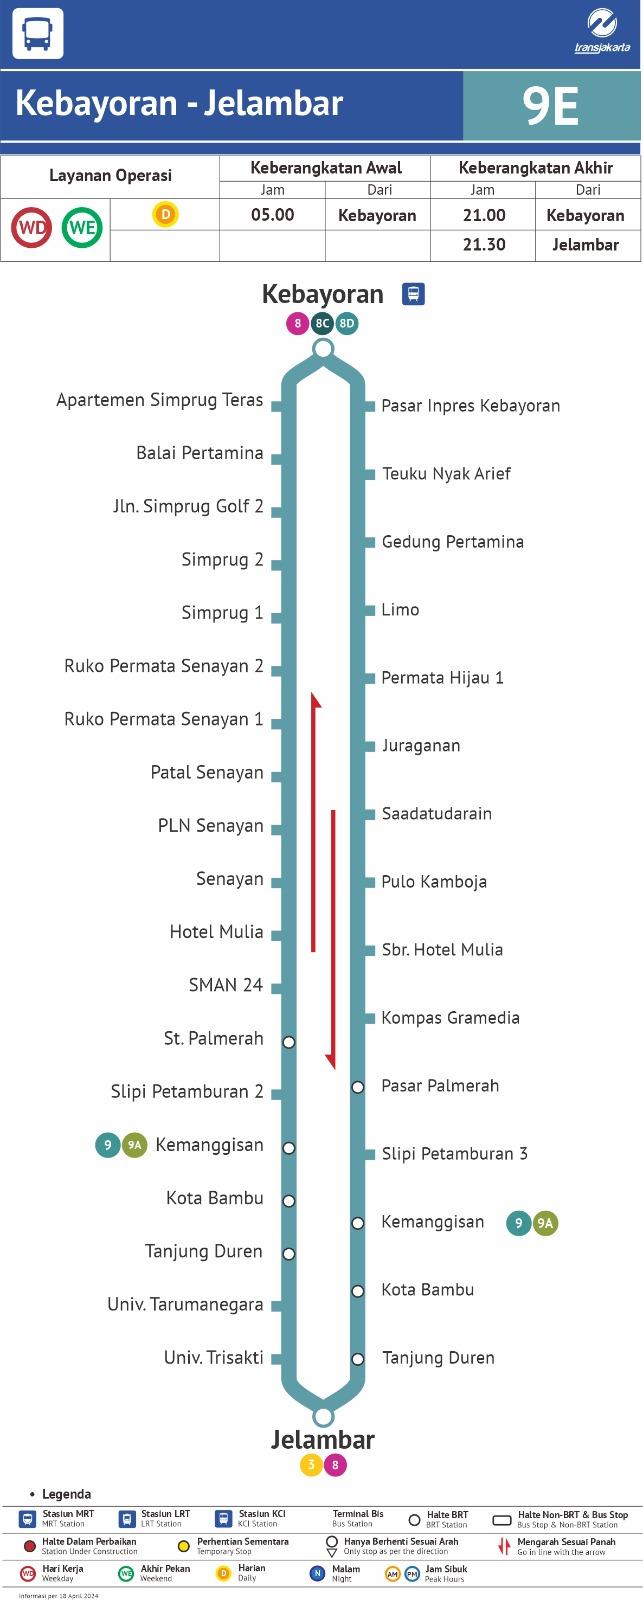 transjakarta
Kebayoran - Jelambar
9E
Layanan Operasi
Keberangkatan Awal
Keberangkatan Akhir
Jam
Dari
Jam
Dari
WD
WE
D
05.00
Kebayoran
21.00
Kebayoran
21.30
Jelambar
Kebayoran
8 8C 8D
Apartemen Simprug Teras
Balai Pertamina
Jln. Simprug Golf 2
Simprug 2
Simprug 1
Ruko Permata Senayan 2
Ruko Permata Senayan 1
Patal Senayan
PLN Senayan
Senayan
Hotel Mulia
SMAN 24
St. Palmerah
Slipi Petamburan 2
9 9A Kemanggisan
Kota Bambu
Tanjung Duren
Univ. Tarumanegara
Univ. Trisakti
Pasar Inpres Kebayoran
Teuku Nyak Arief
Gedung Pertamina
Limo
Permata Hijau 1
Juraganan
Saadatudarain
Pulo Kamboja
Sbr. Hotel Mulia
Kompas Gramedia
Pasar Palmerah
Slipi Petamburan 3
Kemanggisan 9 9A
Kota Bambu
Tanjung Duren
Jelambar
3 8
• Legenda
Stasiun MRT
MRT Station
Stasiun LRT
LRT Station
Stasiun KCI
KCI Station
Terminal Bis
Bus Station
Halte BRT
BRT Station
Halte Non-BRT & Bus Stop
Bus Stop & Non-BRT Station
Halte Dalam Perbaikan
Station Under Construction
Perhentian Sementara
Temporary Stop
Hanya Berhenti Sesuai Arah
Only stop as per the direction
Mengarah Sesuai Panah
Go in line with the arrow
WD
Hari Kerja
Weekday
WE
Akhir Pekan
Weekend
D
Harian
Daily
N
Malam
Night
AM PM
Jam Sibuk
Peak Hours
Informasi per 18 April 2024